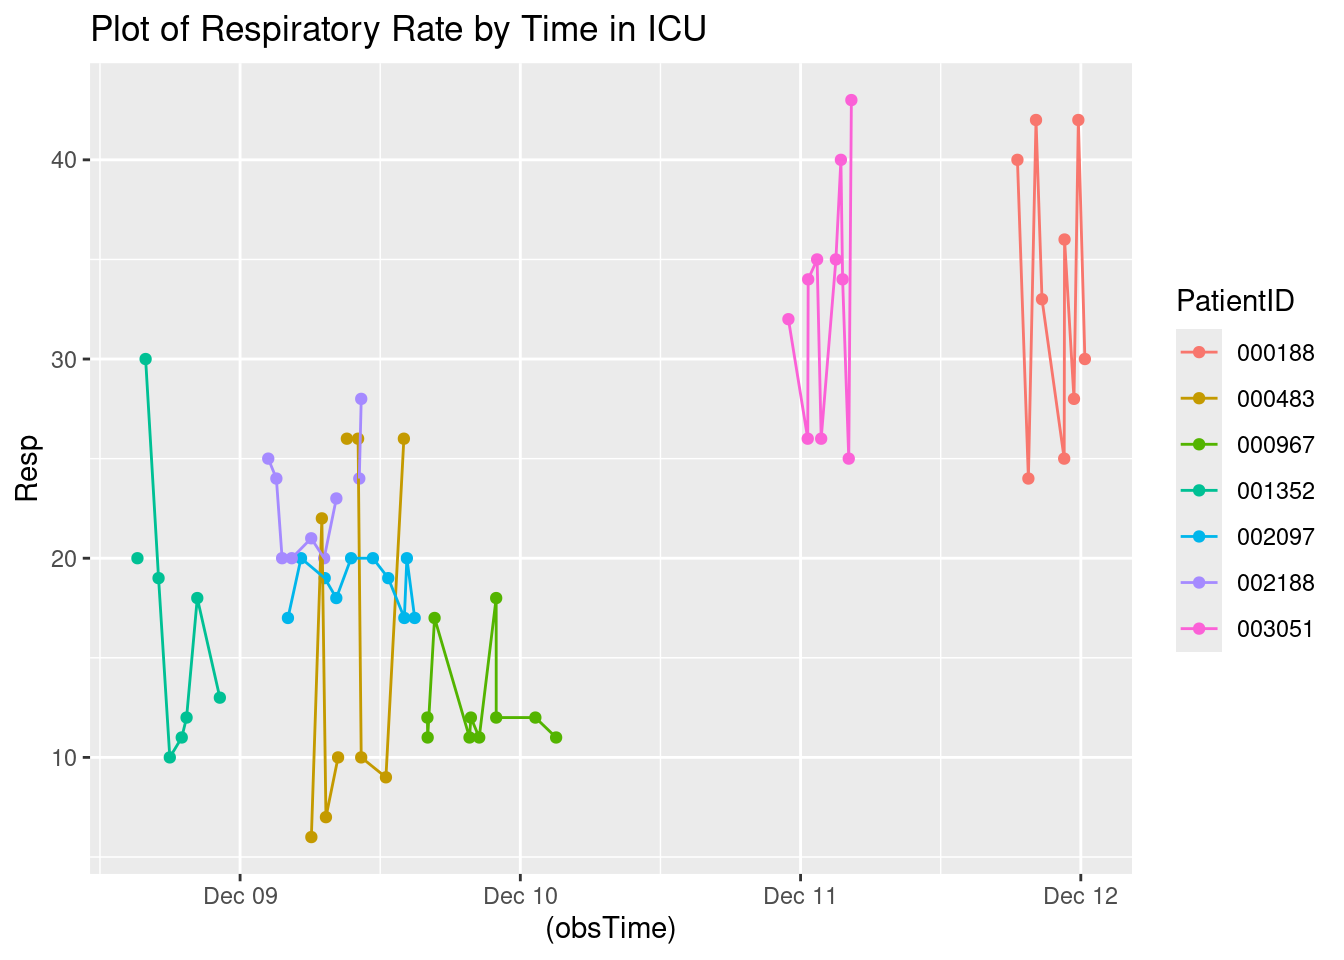 Plot of Respiratory Rate by Time in ICU
Resp
40
30
20
10
Dec 09
Dec 10
Dec 11
Dec 12
(obsTime)
PatientID
000188
000483
000967
001352
002097
002188
003051